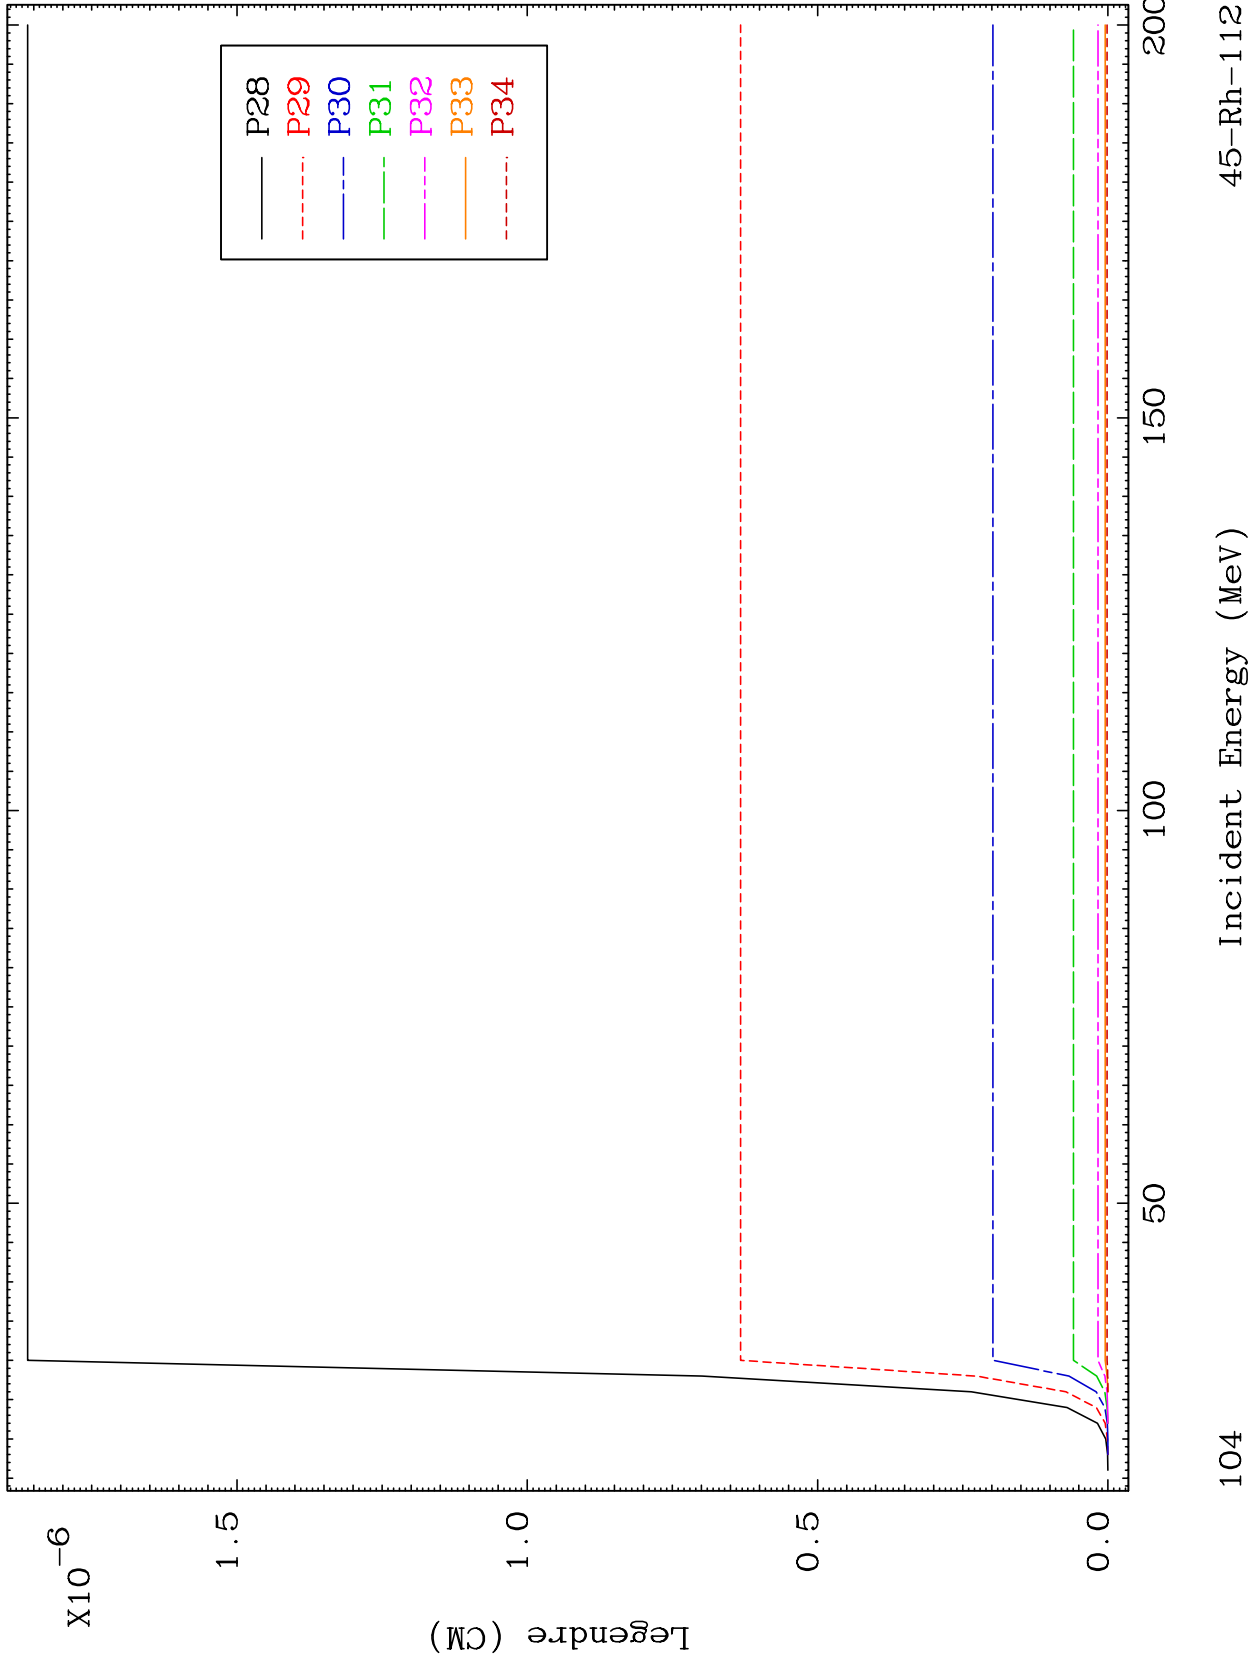 X10-6
1.5
1.0
0.5
0.0
Legendre (CM)
P28
P29
P30
P31
P32
P33
P34
50
100
150
200
Incident Energy (MeV)
104
45-Rh-112